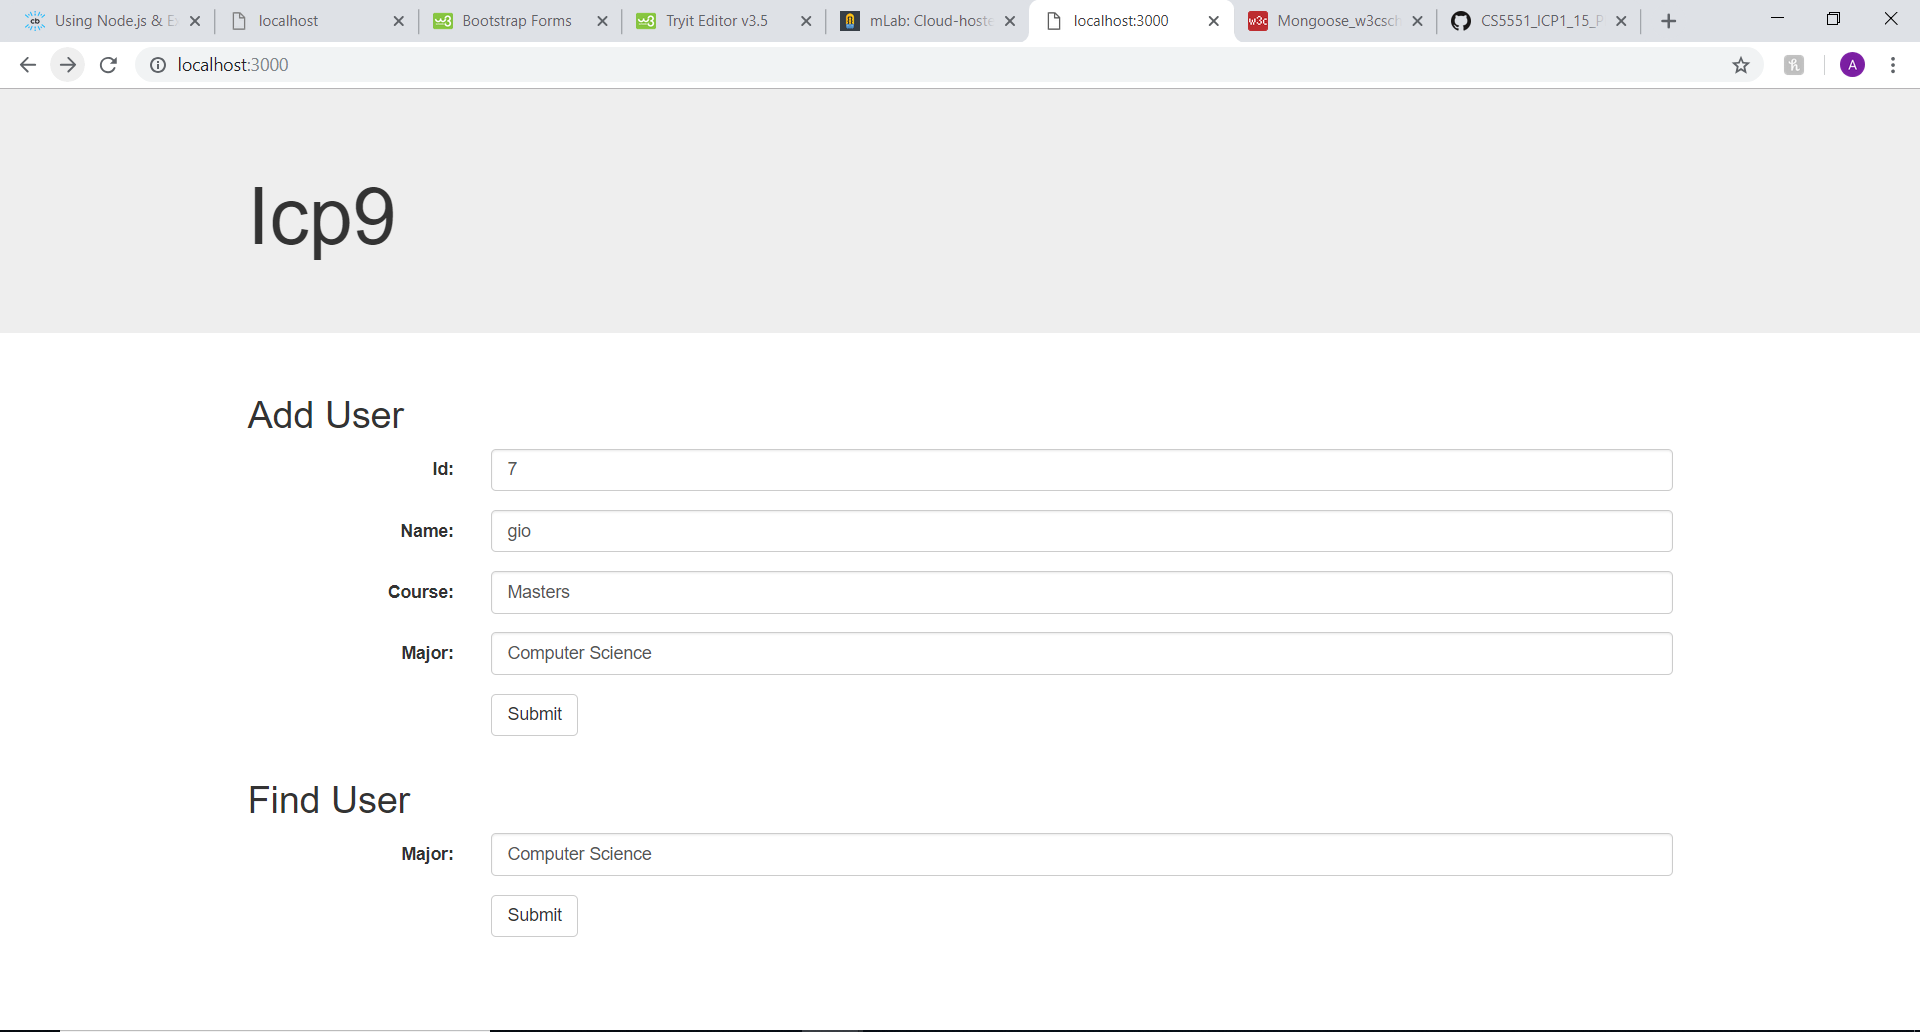 Using Node.js & E
localhost
Bootstrap Forms
Tryit Editor v3.5
mLab: Cloud-hoste
localhost:3000
Mongoose_w3csch
CS5551_ICP1_15_P
localhost:3000
A
Icp9
Add User
Id: 7
Name: gio
Course: Masters
Major: Computer Science
Submit
Find User
Major: Computer Science
Submit